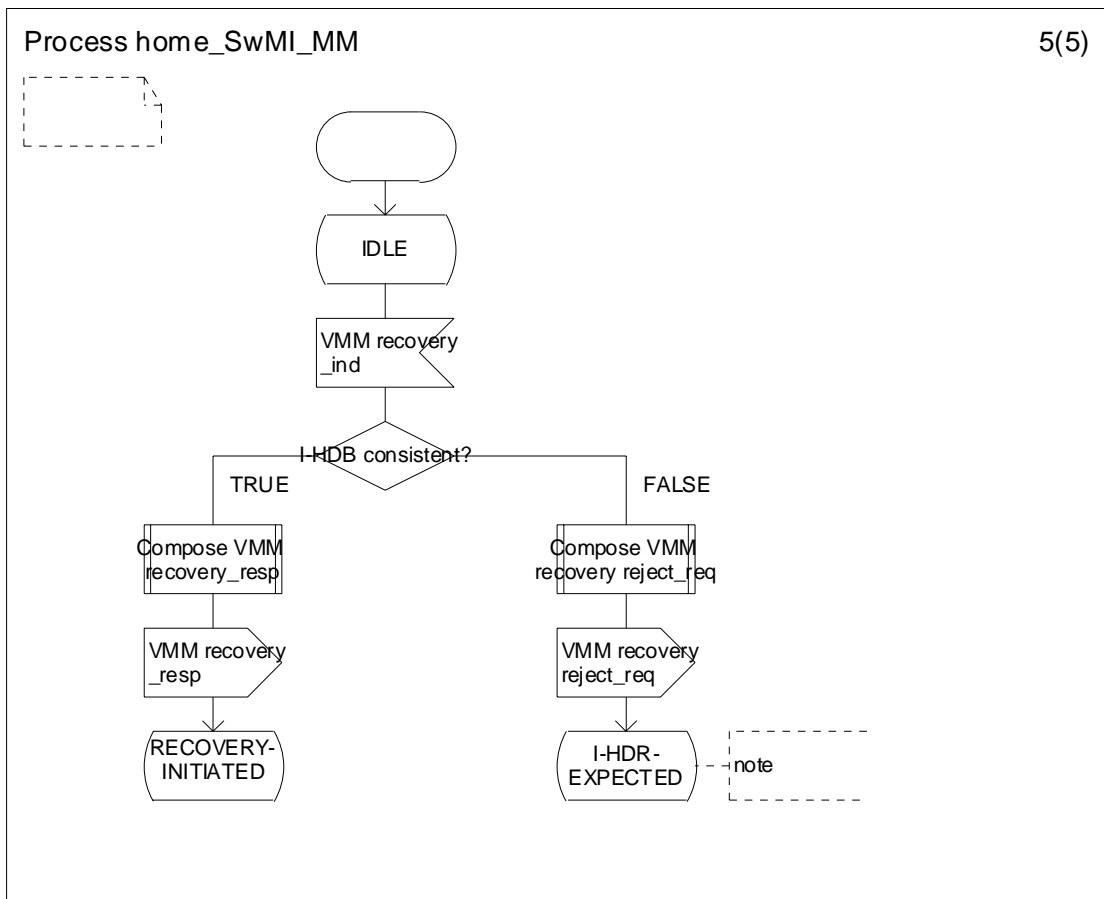 Process home_SwMI_MM
5(5)
IDLE
VMM recovery
_ind
I-HDB consistent?
TRUE
FALSE
Compose VMM
recovery_resp
Compose VMM
recovery reject_req
VMM recovery
_resp
VMM recovery
reject_req
RECOVERY-
INITIATED
I-HDR-
EXPECTED
note